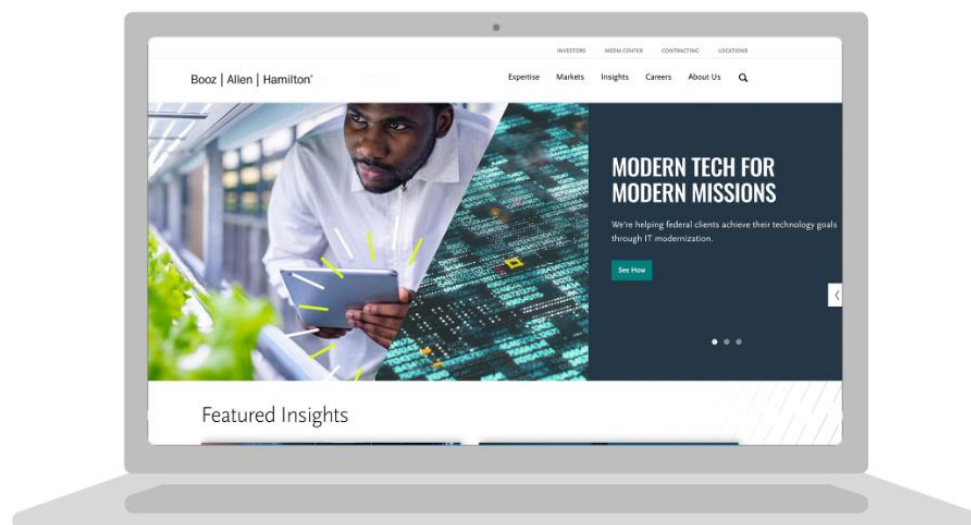 INVESTORS MEDIA CENTER CONTRACTING LOCATIONS
Booz | Allen | Hamilton®
Expertise Markets Insights Careers About Us
MODERN TECH FOR
MODERN MISSIONS
We're helping federal clients achieve their technology goals
through IT modernization.
See How
Featured Insights